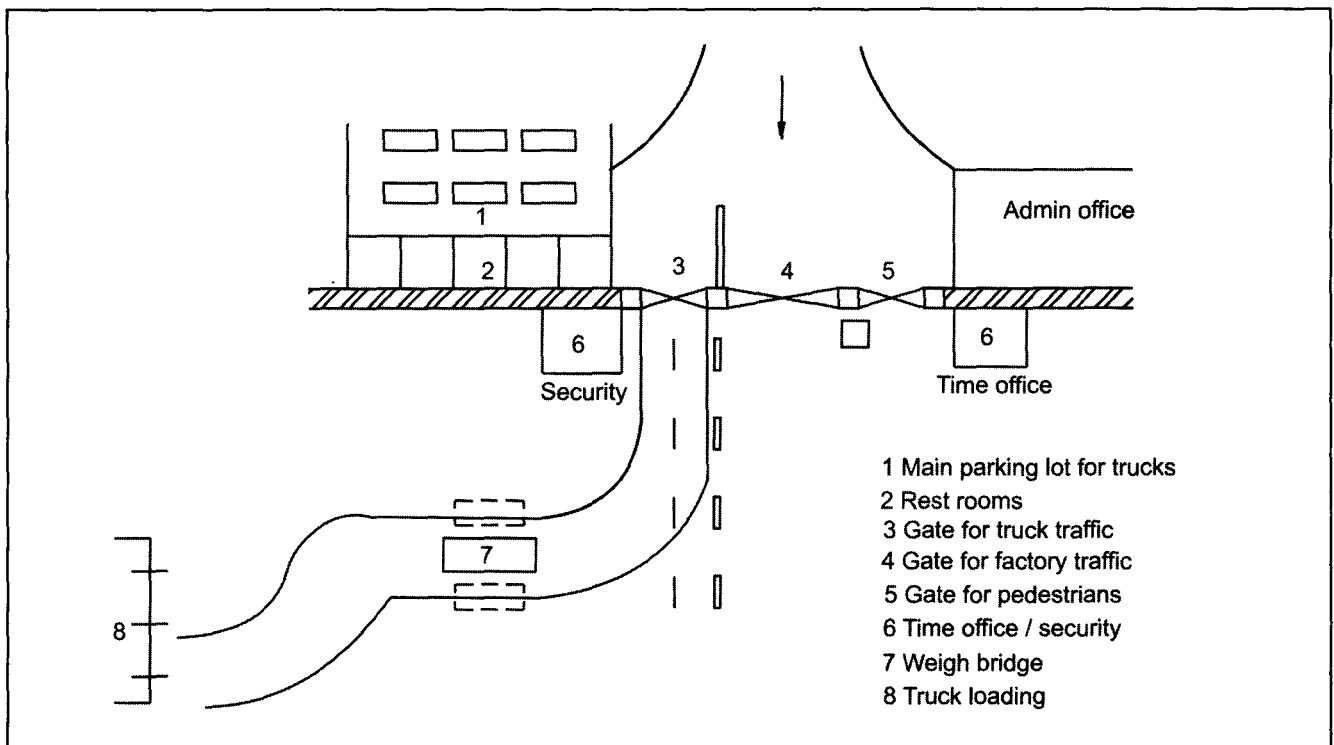 Admin office
1
2
3
4
5
6
Security
6
Time office
7
8
1 Main parking lot for trucks
2 Rest rooms
3 Gate for truck traffic
4 Gate for factory traffic
5 Gate for pedestrians
6 Time office / security
7 Weigh bridge
8 Truck loading